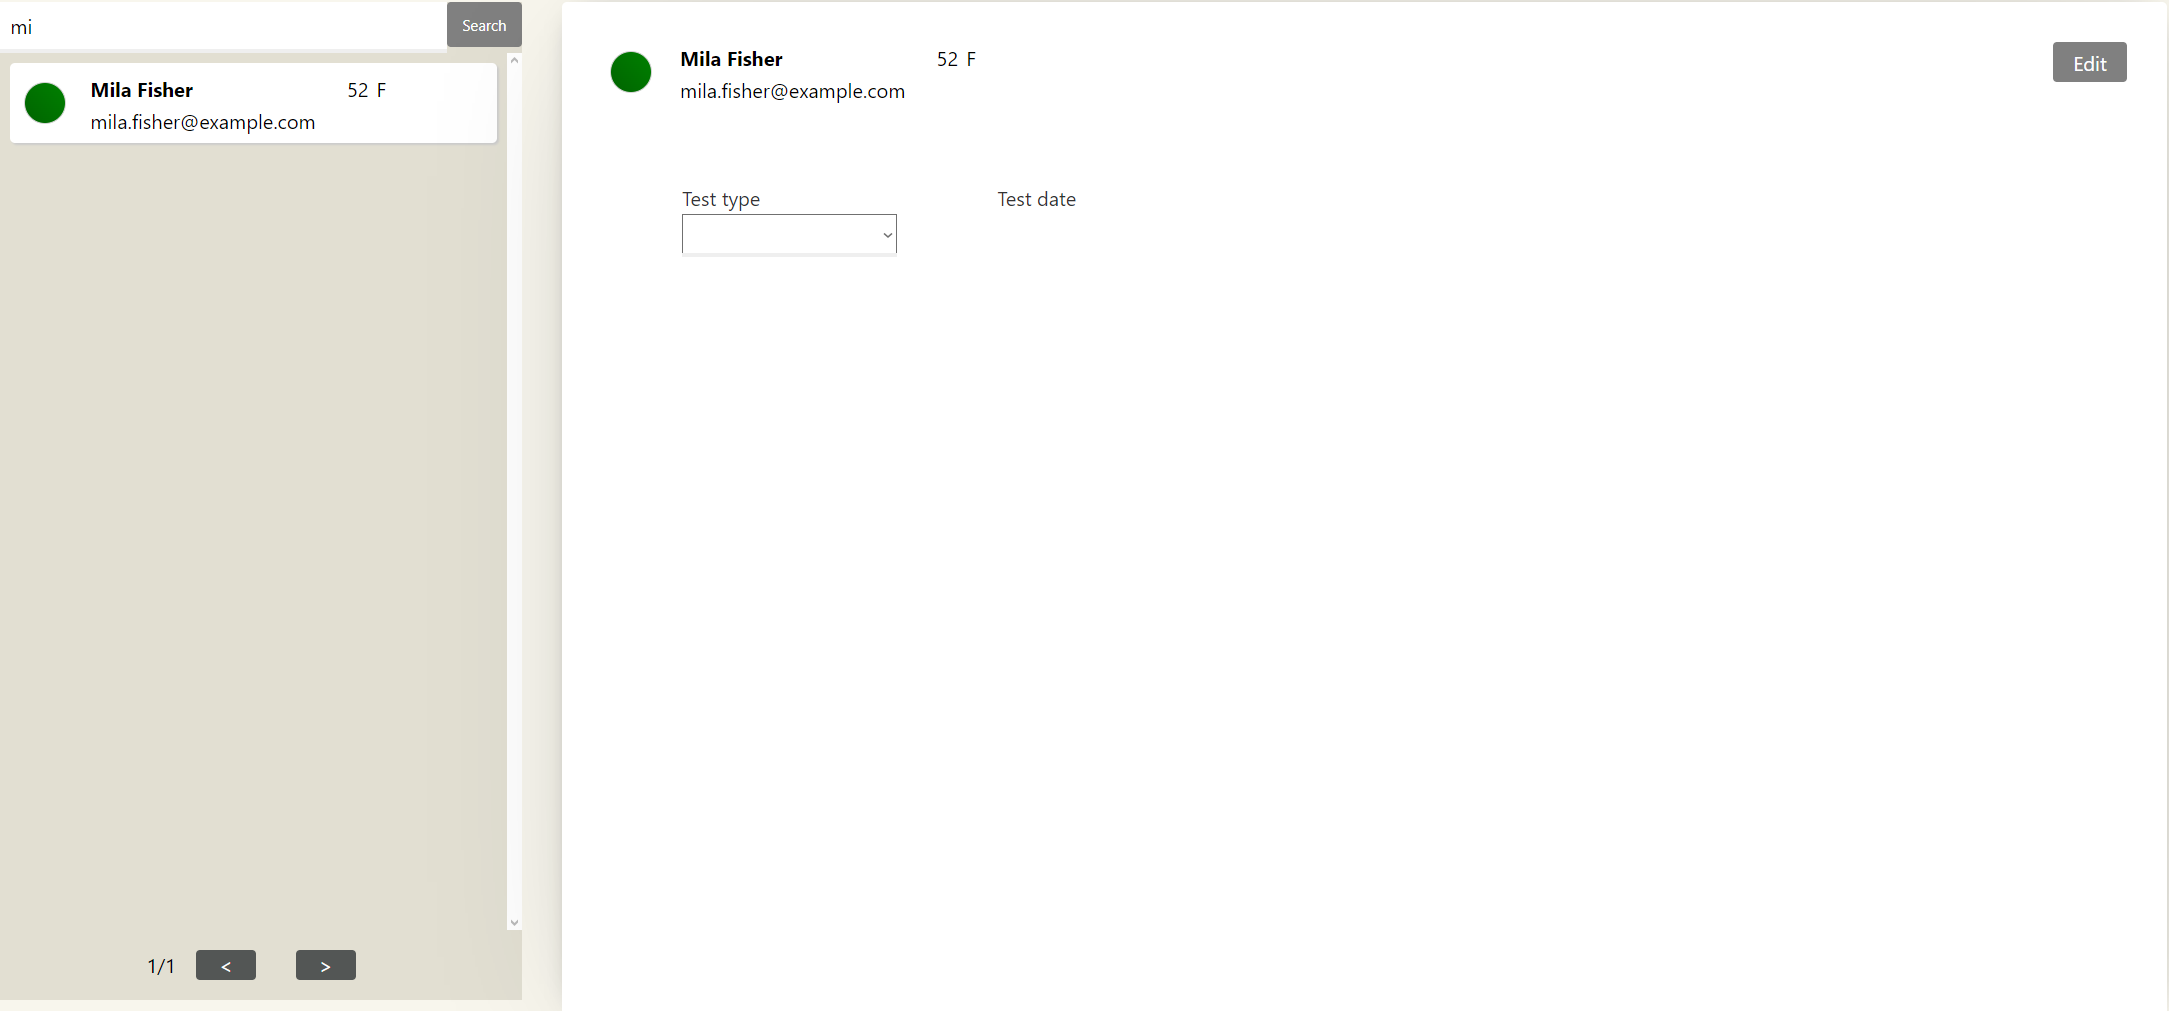 mi
Search
Mila Fisher 52 F
mila.fisher@example.com
1/1 < >
Mila Fisher 52 F
mila.fisher@example.com
Edit
Test type Test date